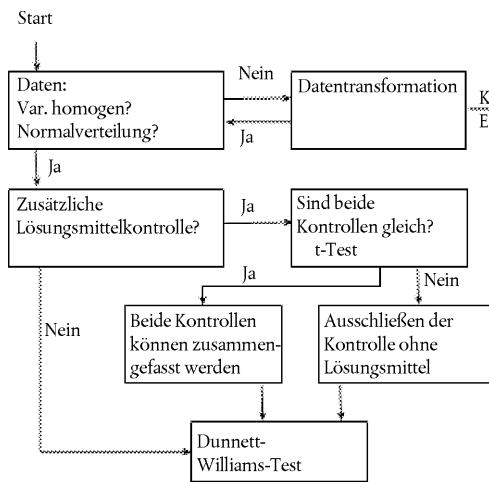 Start
Daten:
Var. homogen?
Normalverteilung?
Nein
Ja
Datentransformation
K
E
Ja
Zusätzliche
Lösungsmittelkontrolle?
Ja
Sind beide
Kontrollen gleich?
t-Test
Ja
Nein
Nein
Beide Kontrollen
können zusammen-
gefasst werden
Ausschließen der
Kontrolle ohne
Lösungsmittel
Dunnett-
Williams-Test